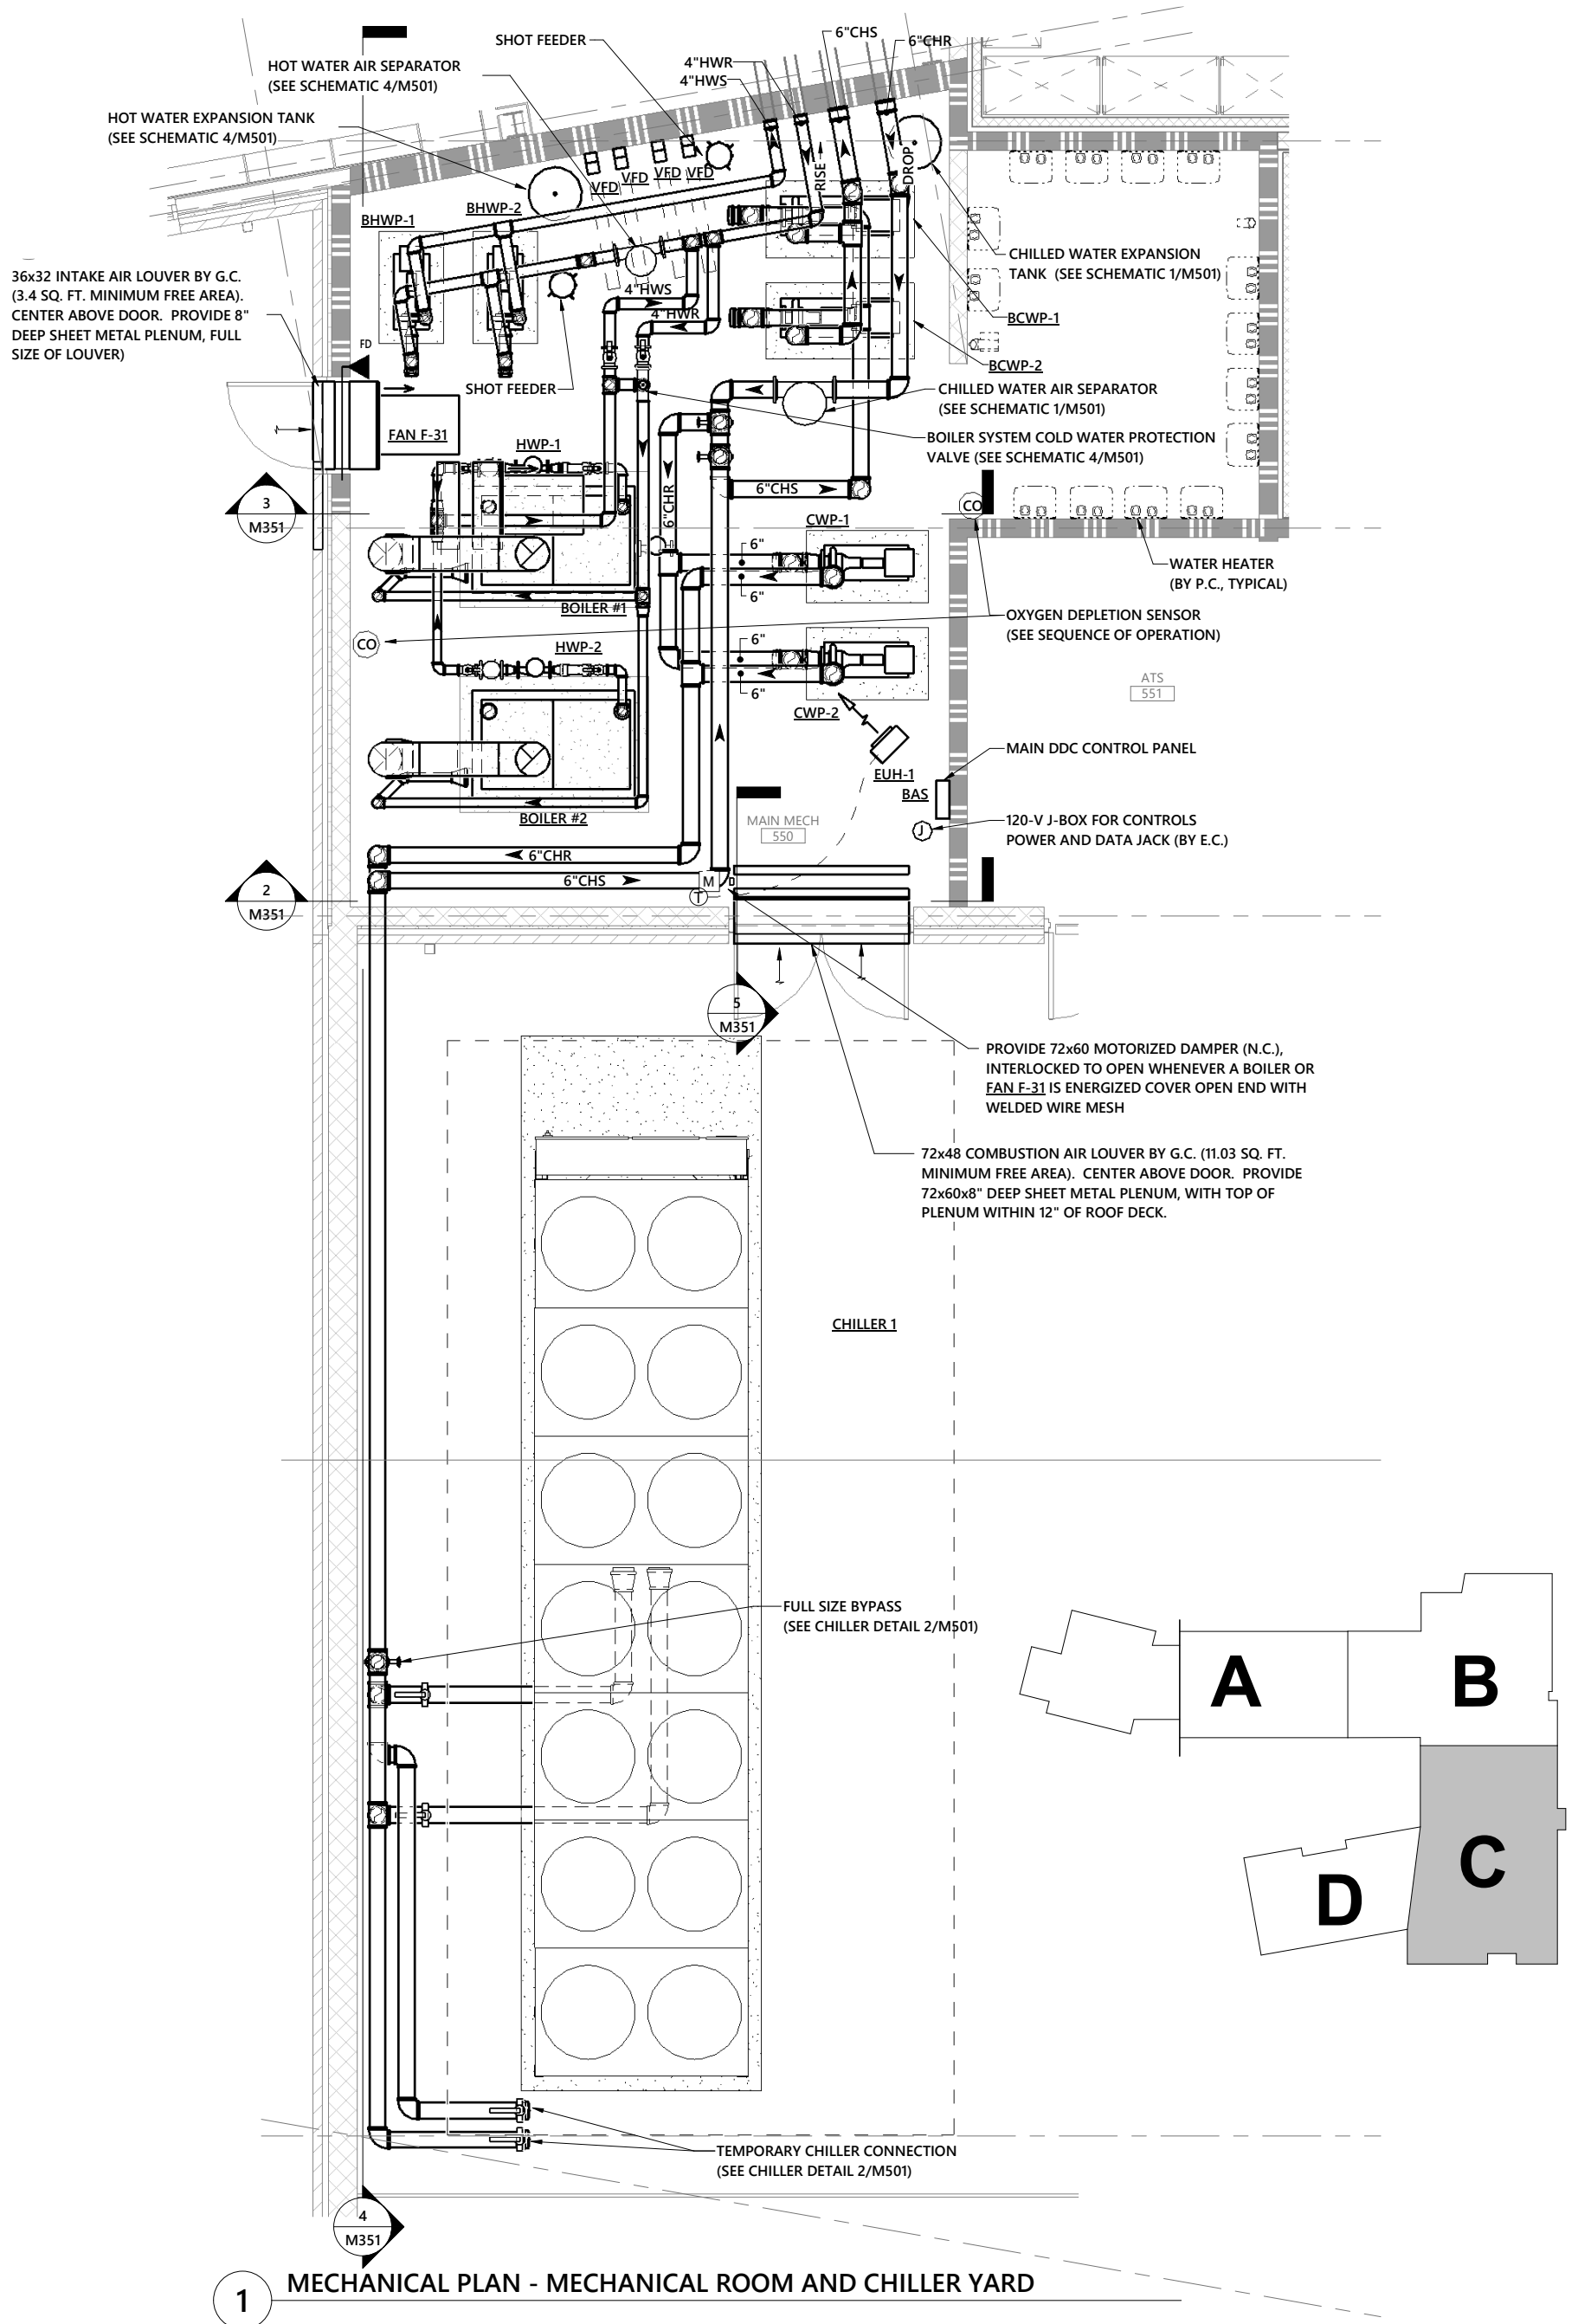 SHOT FEEDER
6"CHS
6"CHR
HOT WATER AIR SEPARATOR
(SEE SCHEMATIC 4/M501)
4"HWR
4"HWS
HOT WATER EXPANSION TANK
(SEE SCHEMATIC 4/M501)
VFD
VFD
VFD
VFD
RISE
DROP
BHWP-1
BHWP-2
36x32 INTAKE AIR LOUVER BY G.C.
(3.4 SQ. FT. MINIMUM FREE AREA).
CENTER ABOVE DOOR. PROVIDE 8"
DEEP SHEET METAL PLENUM, FULL
SIZE OF LOUVER)
CHILLED WATER EXPANSION
TANK (SEE SCHEMATIC 1/M501)
4"HWS
4"HWR
BCWP-1
FD
BCWP-2
SHOT FEEDER
CHILLED WATER AIR SEPARATOR
(SEE SCHEMATIC 1/M501)
FAN F-31
HWP-1
BOILER SYSTEM COLD WATER PROTECTION
VALVE (SEE SCHEMATIC 4/M501)
6"CHR
6"CHS
3
M351
CO
CWP-1
6"
6"
WATER HEATER
(BY P.C., TYPICAL)
BOILER #1
OXYGEN DEPLETION SENSOR
(SEE SEQUENCE OF OPERATION)
CO
HWP-2
6"
6"
ATS
551
CWP-2
MAIN DDC CONTROL PANEL
EUH-1
BAS
BOILER #2
MAIN MECH
550
J
120-V J-BOX FOR CONTROLS
POWER AND DATA JACK (BY E.C.)
6"CHR
6"CHS
M
D
T
2
M351
5
M351
PROVIDE 72x60 MOTORIZED DAMPER (N.C.),
INTERLOCKED TO OPEN WHENEVER A BOILER OR
FAN F-31 IS ENERGIZED COVER OPEN END WITH
WELDED WIRE MESH
72x48 COMBUSTION AIR LOUVER BY G.C. (11.03 SQ. FT.
MINIMUM FREE AREA). CENTER ABOVE DOOR. PROVIDE
72x60x8" DEEP SHEET METAL PLENUM, WITH TOP OF
PLENUM WITHIN 12" OF ROOF DECK.
CHILLER 1
FULL SIZE BYPASS
(SEE CHILLER DETAIL 2/M501)
A
B
C
D
TEMPORARY CHILLER CONNECTION
(SEE CHILLER DETAIL 2/M501)
4
M351
1
MECHANICAL PLAN - MECHANICAL ROOM AND CHILLER YARD